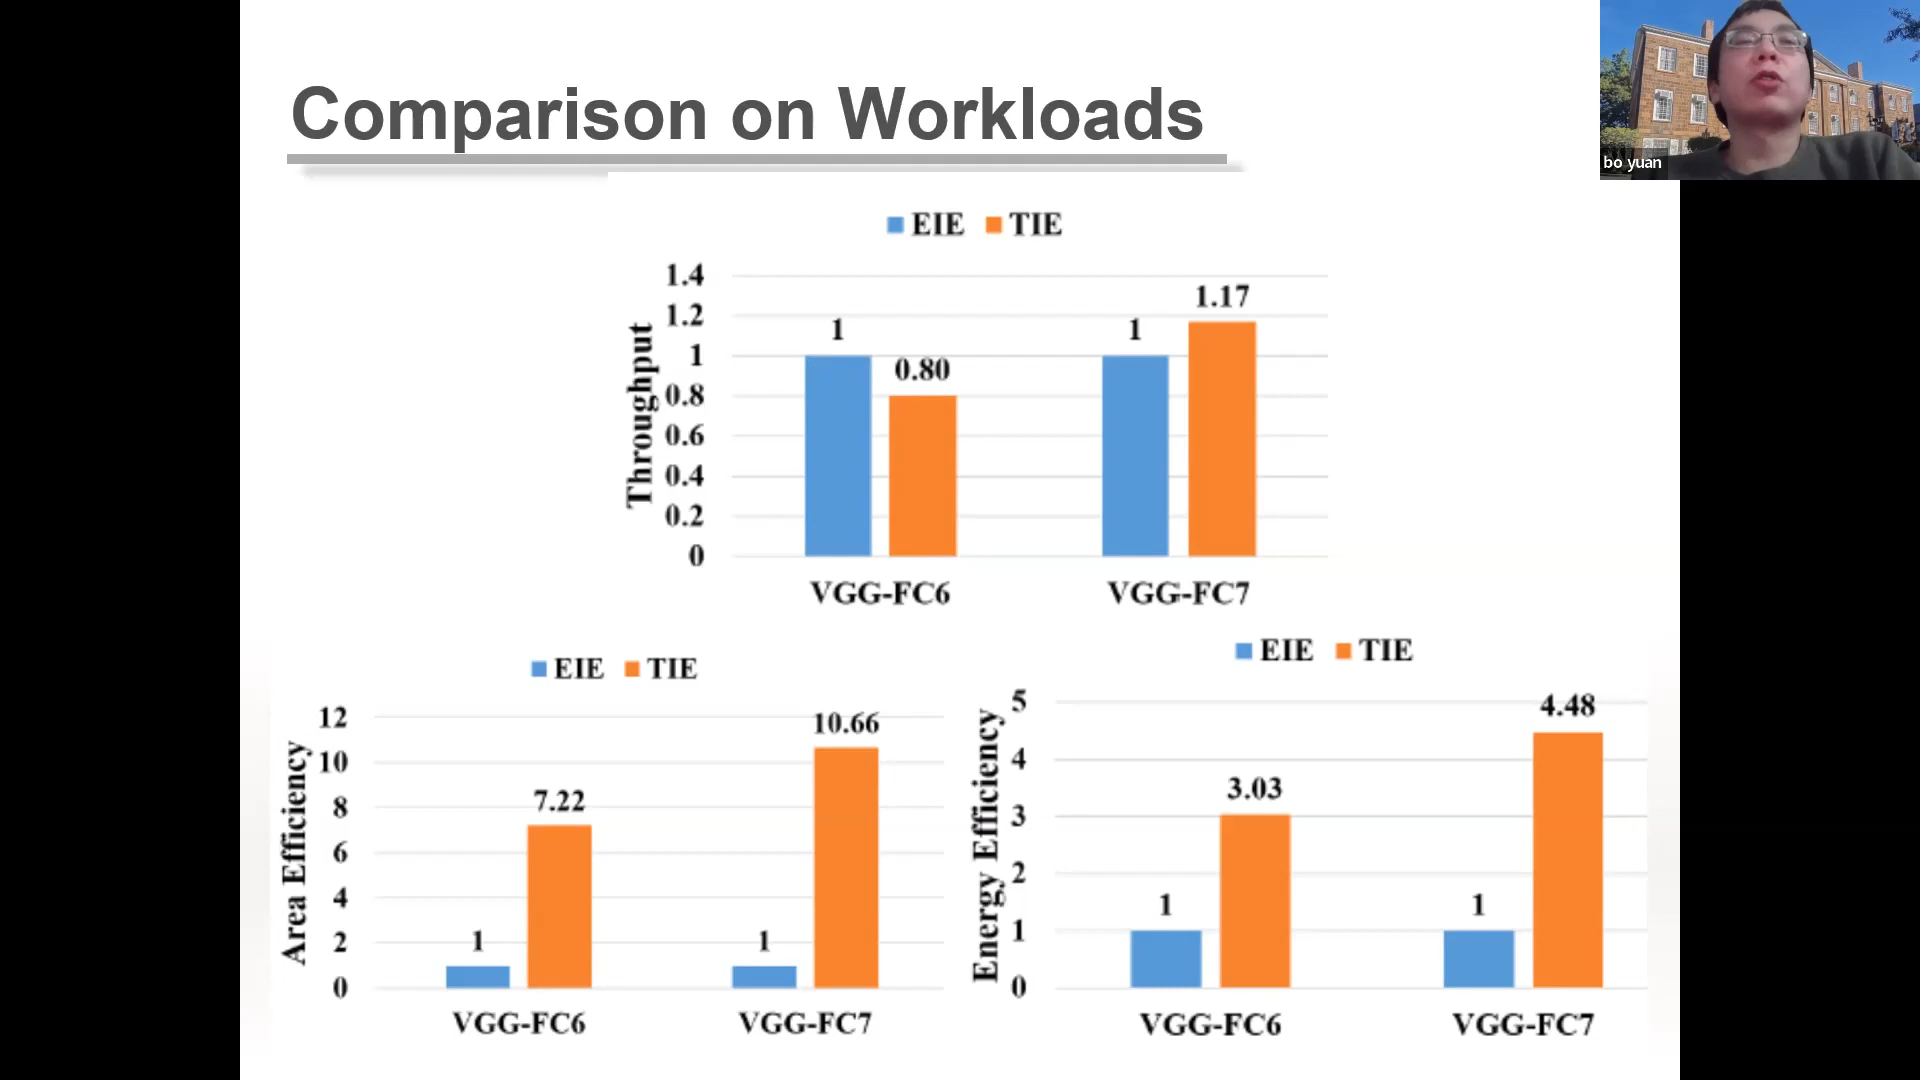 Comparison on Workloads
bo yuan
EIE TIE
Throughput
1.4
1.2
1
0.8
0.6
0.4
0.2
0
1
0.80
1
1.17
VGG-FC6
VGG-FC7
EIE TIE
Area Efficiency
12
10
8
6
4
2
0
1
7.22
1
10.66
VGG-FC6
VGG-FC7
EIE TIE
Energy Efficiency
5
4
3
2
1
0
1
3.03
1
4.48
VGG-FC6
VGG-FC7